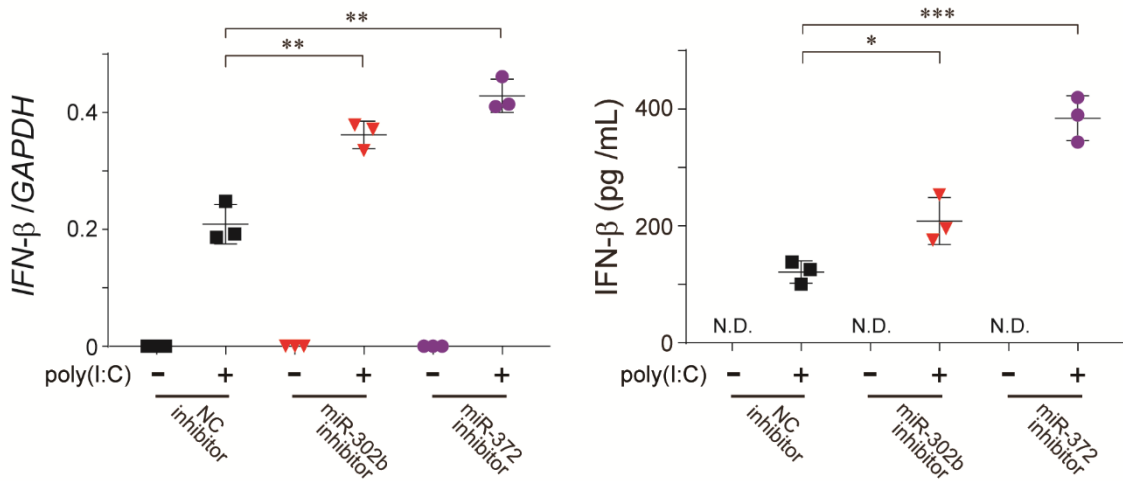 **
**
IFN-β /GAPDH
0.4
0.2
0
poly(I:C) − + − + − +
NC inhibitor
miR-302b inhibitor
miR-372 inhibitor
***
*
IFN-β (pg /mL)
400
200
0
N.D. N.D. N.D.
poly(I:C) − + − + − +
NC inhibitor
miR-302b inhibitor
miR-372 inhibitor